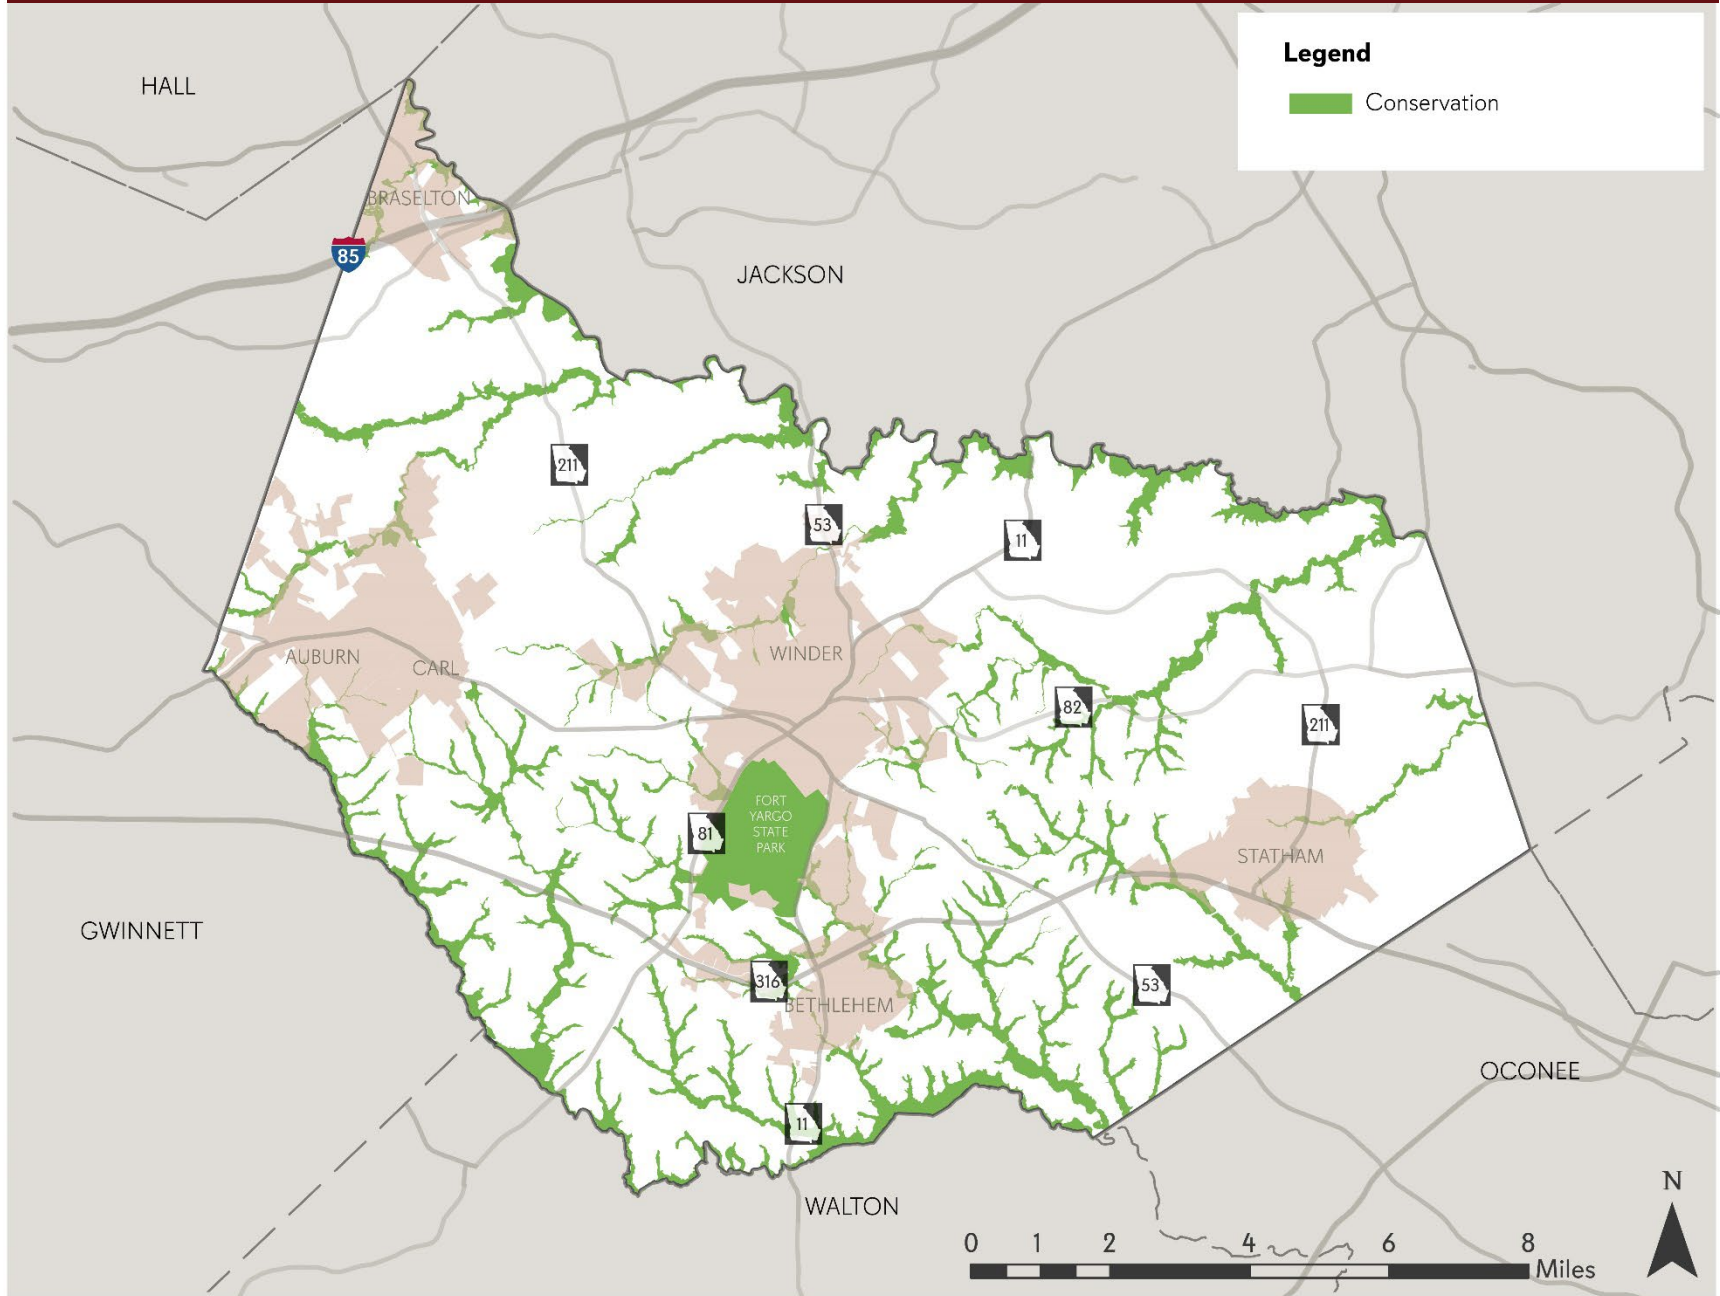 Legend
Conservation
HALL
BRASELTON
85
JACKSON
211
53
11
AUBURN
CARL
WINDER
82
211
FORT
YARGO
STATE
PARK
81
STATHAM
GWINNETT
316
BETHLEHEM
53
OCONEE
11
WALTON
N
0 1 2 4 6 8
Miles